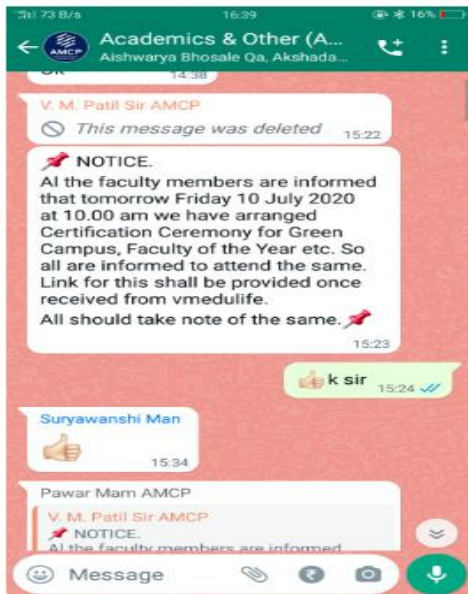 73 B/s 16:39 16%
Academics & Other (A...
AMCP
Aishwarya Bhosale Qa, Akshada...
OK 14:38
V. M. Patil Sir AMCP
This message was deleted 15:22
📌 NOTICE.
Al the faculty members are informed
that tomorrow Friday 10 July 2020
at 10.00 am we have arranged
Certification Ceremony for Green
Campus, Faculty of the Year etc. So
all are informed to attend the same.
Link for this shall be provided once
received from vmedulife.
All should take note of the same.📌
15:23
👍k sir 15:24
Suryawanshi Man
👍
15:34
Pawar Mam AMCP
V. M. Patil Sir AMCP
📌 NOTICE.
Al the faculty members are informed
Message